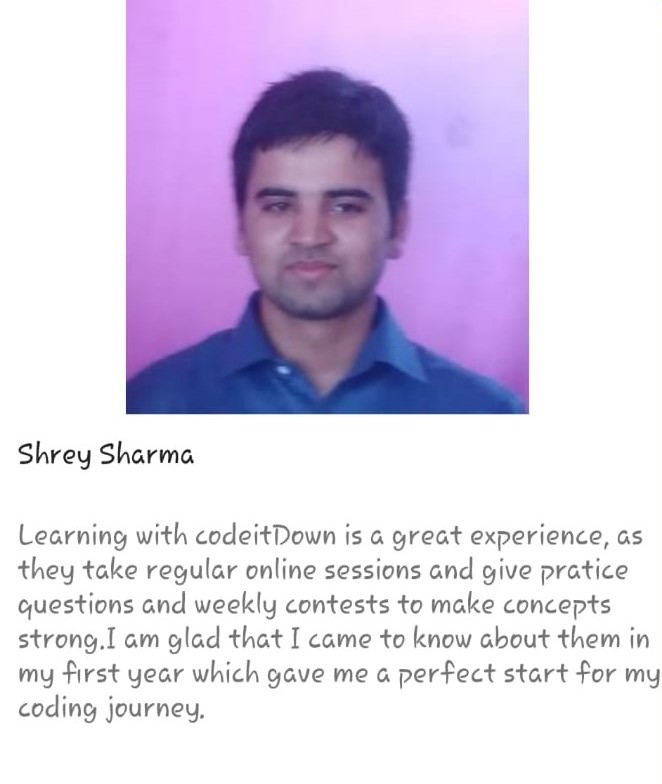 Shrey Sharma
Learning with codeitDown is a great experience, as
they take regular online sessions and give pratice
questions and weekly contests to make concepts
strong.I am glad that I came to know about them in
my first year which gave me a perfect start for my
coding journey.